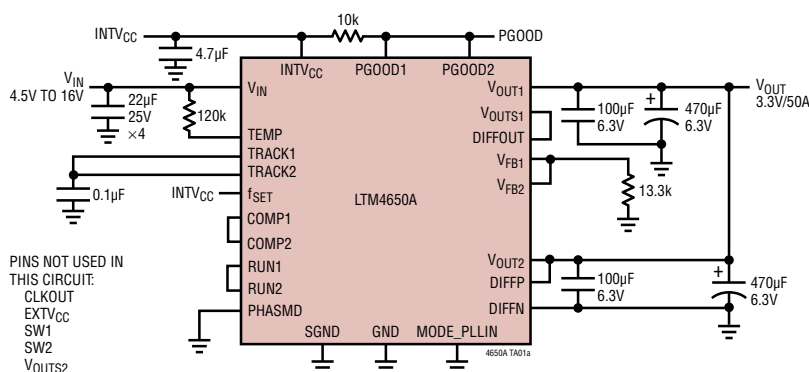 10k
INTVCC
PGOOD
4.7µF
INTVCC
PGOOD1
PGOOD2
VIN
4.5V TO 16V
22µF
25V
×4
120k
VIN
TEMP
TRACK1
TRACK2
fSET
INTVCC
0.1µF
COMP1
COMP2
RUN1
RUN2
PHASMD
LTM4650A
VOUT1
VOUTS1
DIFFOUT
VFB1
VFB2
VOUT2
DIFFP
DIFFN
SGND
GND
MODE_PLLIN
100µF
6.3V
+
470µF
6.3V
VOUT
3.3V/50A
13.3k
100µF
6.3V
+
470µF
6.3V
4650A TA01a
PINS NOT USED IN
THIS CIRCUIT:
CLKOUT
EXTVCC
SW1
SW2
VOUTS2